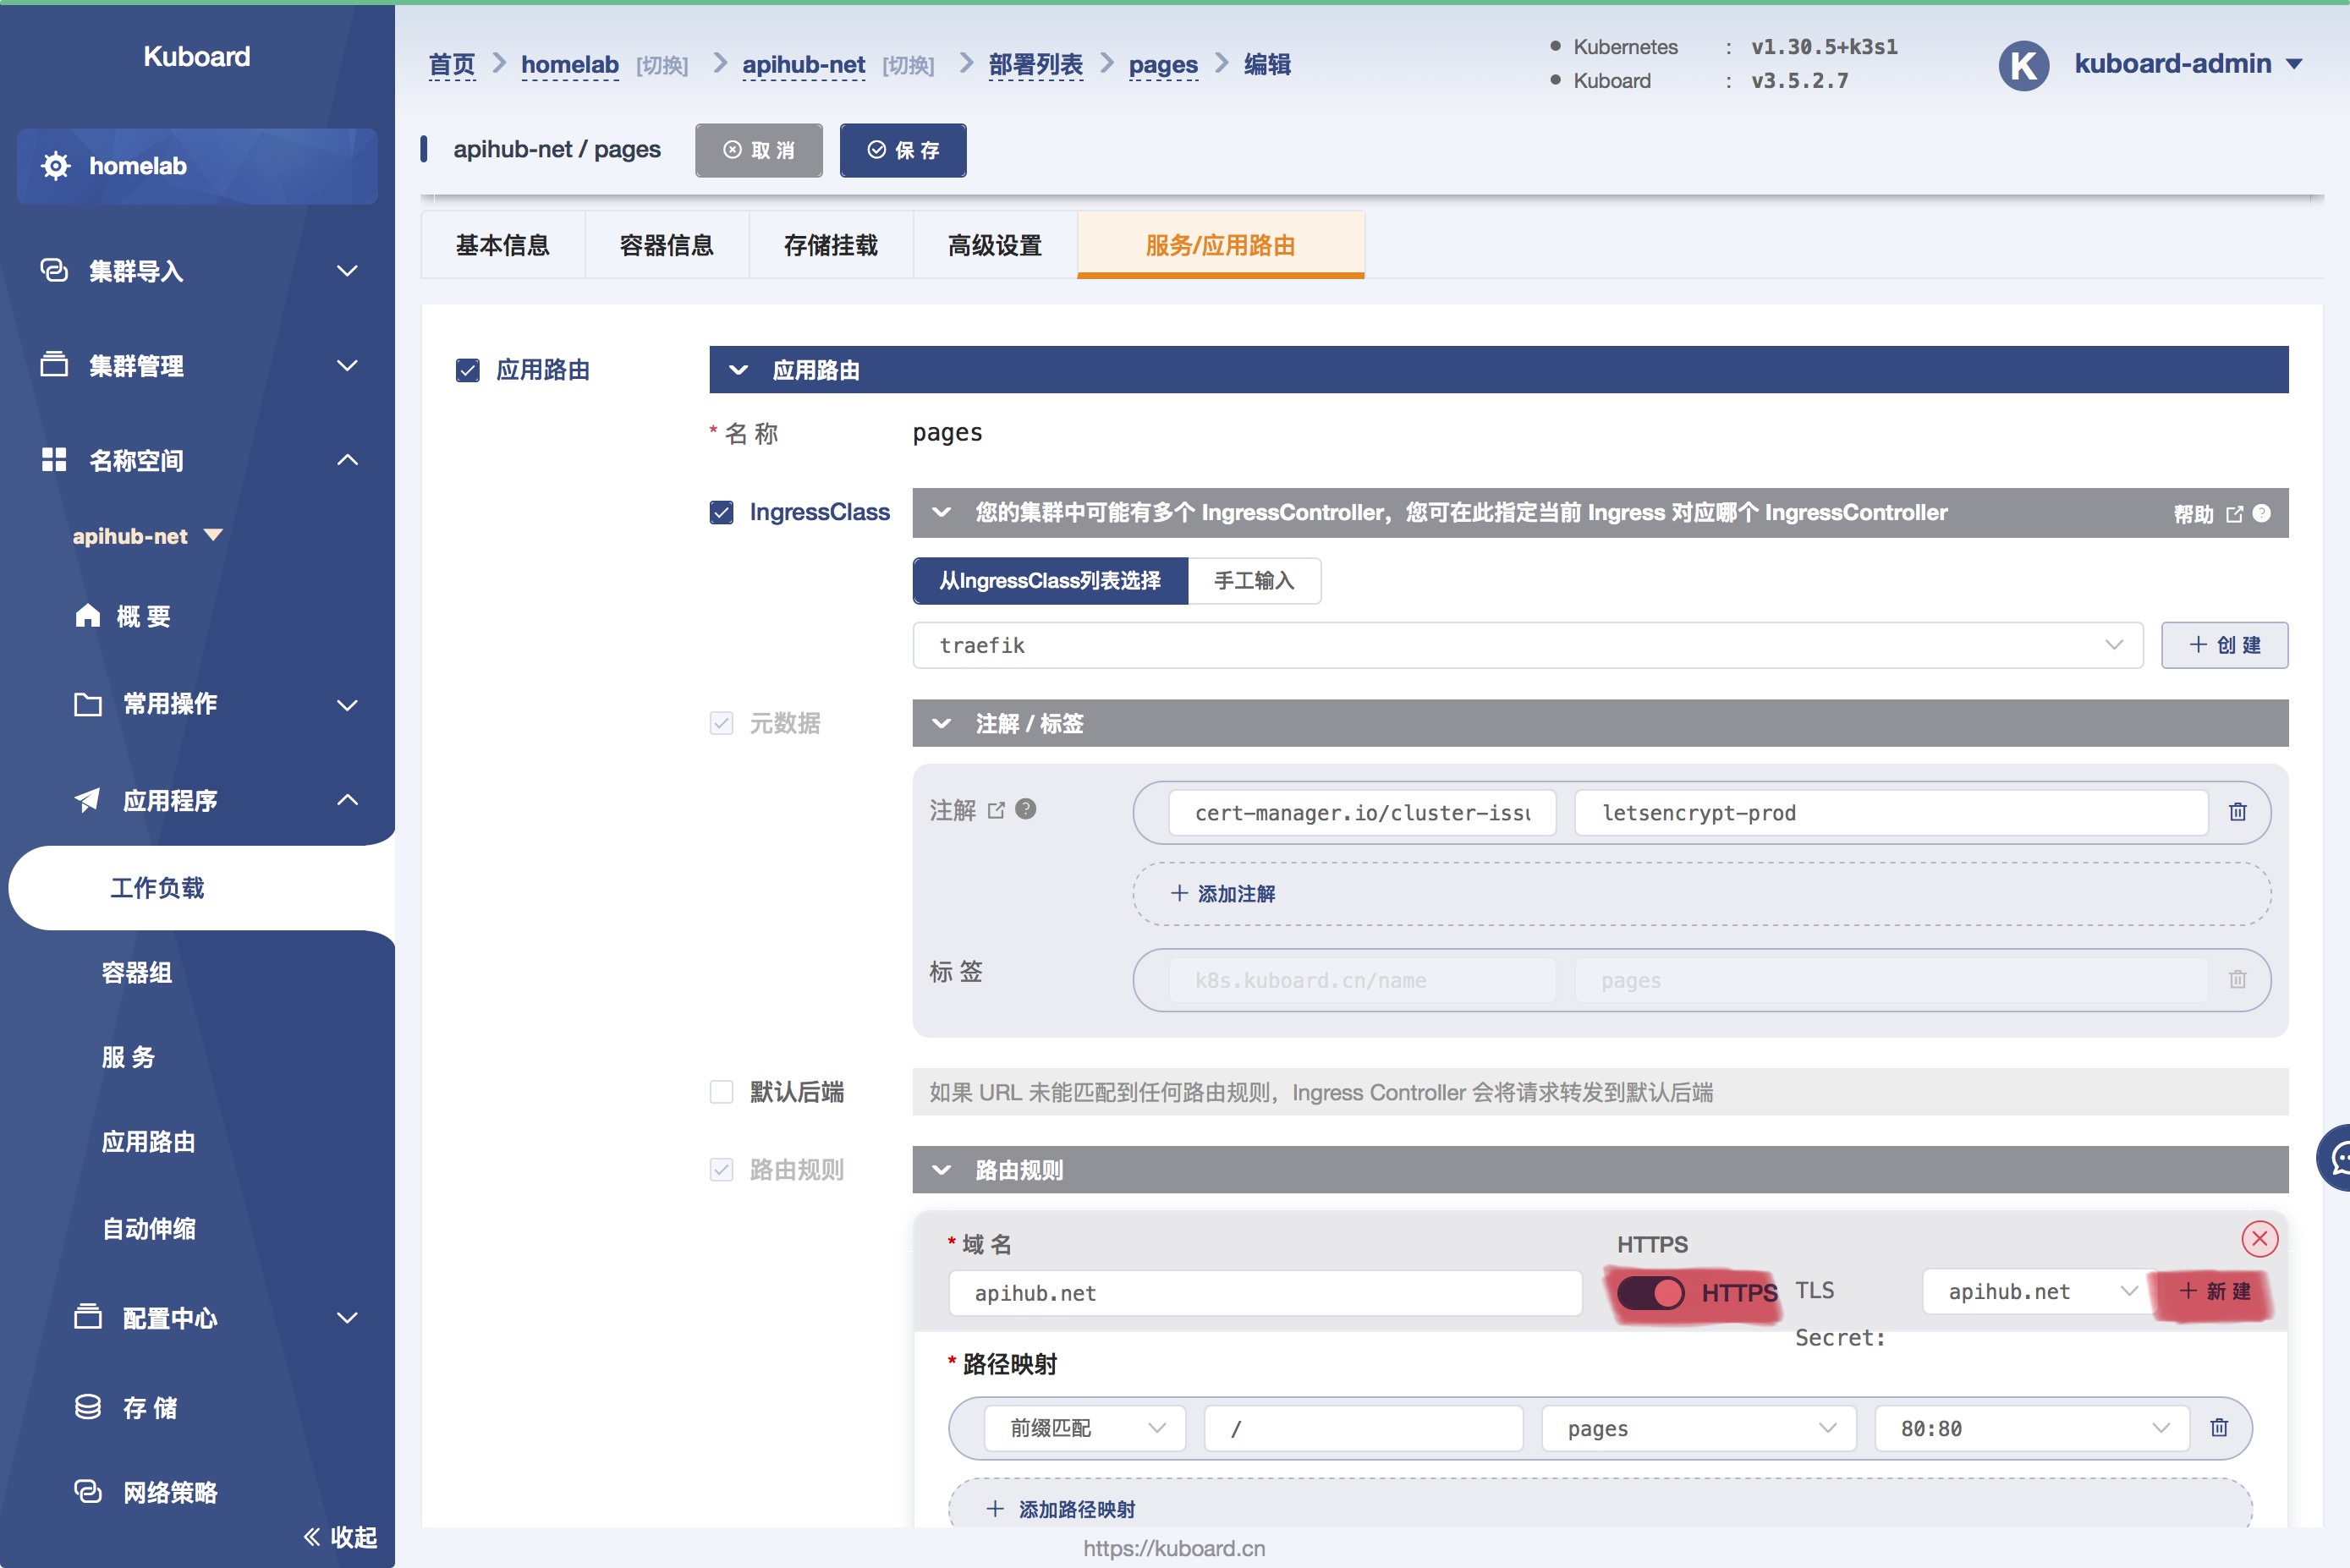 Kuboard
homelab
集群导入
集群管理
名称空间
apihub-net
概 要
常用操作
应用程序
工作负载
容器组
服 务
应用路由
自动伸缩
配置中心
存 储
网络策略
收起
首页 homelab [切换] apihub-net [切换] 部署列表 pages 编辑
Kubernetes : v1.30.5+k3s1
Kuboard : v3.5.2.7
K kuboard-admin
apihub-net / pages 取 消 保 存
基本信息 容器信息 存储挂载 高级设置 服务/应用路由
应用路由 应用路由
* 名 称 pages
IngressClass 您的集群中可能有多个 IngressController，您可在此指定当前 Ingress 对应哪个 IngressController 帮助
从IngressClass列表选择 手工输入
traefik + 创 建
元数据 注解 / 标签
注解 cert-manager.io/cluster-issu letsencrypt-prod
+ 添加注解
标 签 k8s.kuboard.cn/name pages
默认后端 如果 URL 未能匹配到任何路由规则，Ingress Controller 会将请求转发到默认后端
路由规则 路由规则
* 域 名 HTTPS
apihub.net HTTPS TLS Secret: apihub.net + 新 建
* 路径映射
前缀匹配 / pages 80:80
+ 添加路径映射
https://kuboard.cn